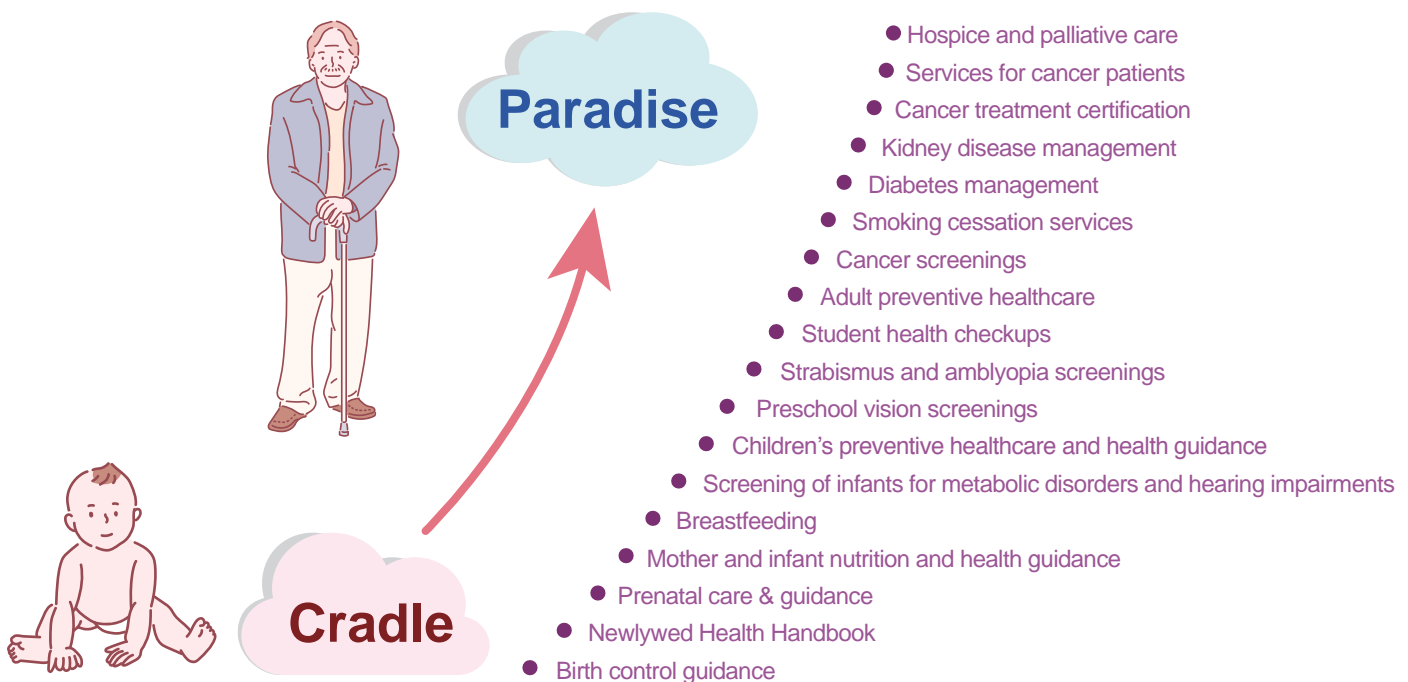 Paradise
Cradle
● Hospice and palliative care
● Services for cancer patients
● Cancer treatment certification
● Kidney disease management
● Diabetes management
● Smoking cessation services
● Cancer screenings
● Adult preventive healthcare
● Student health checkups
● Strabismus and amblyopia screenings
● Preschool vision screenings
● Children’s preventive healthcare and health guidance
● Screening of infants for metabolic disorders and hearing impairments
● Breastfeeding
● Mother and infant nutrition and health guidance
● Prenatal care & guidance
● Newlywed Health Handbook
● Birth control guidance